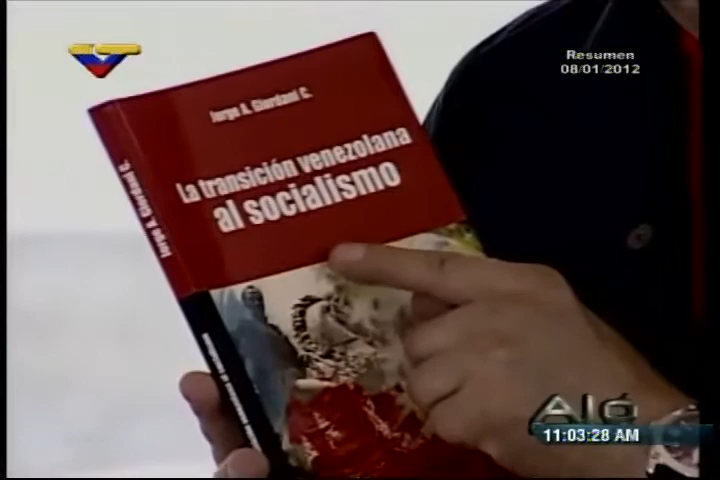 Resumen
08/01/2012
Jorge A. Giordani C.
La transición venezolana
al socialismo
Jorge A. Giordani C.
Aló
11:03:28 AM